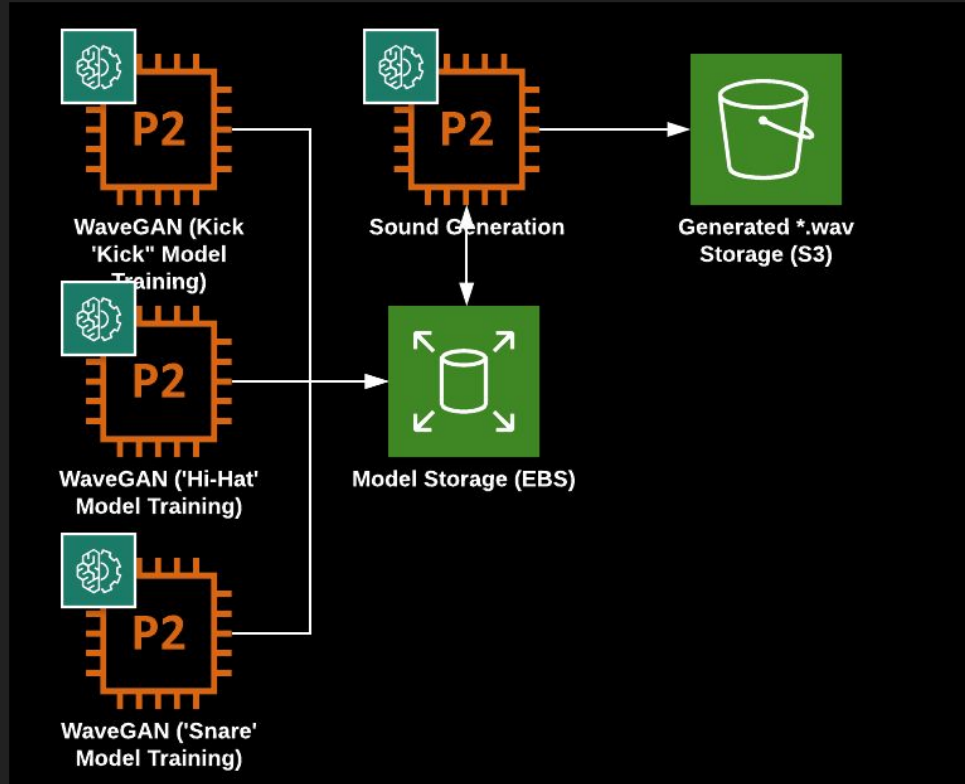 P2
WaveGAN (Kick
'Kick" Model
Training)
P2
Sound Generation
Generated *.wav
Storage (S3)
P2
WaveGAN ('Hi-Hat'
Model Training)
Model Storage (EBS)
P2
WaveGAN ('Snare'
Model Training)